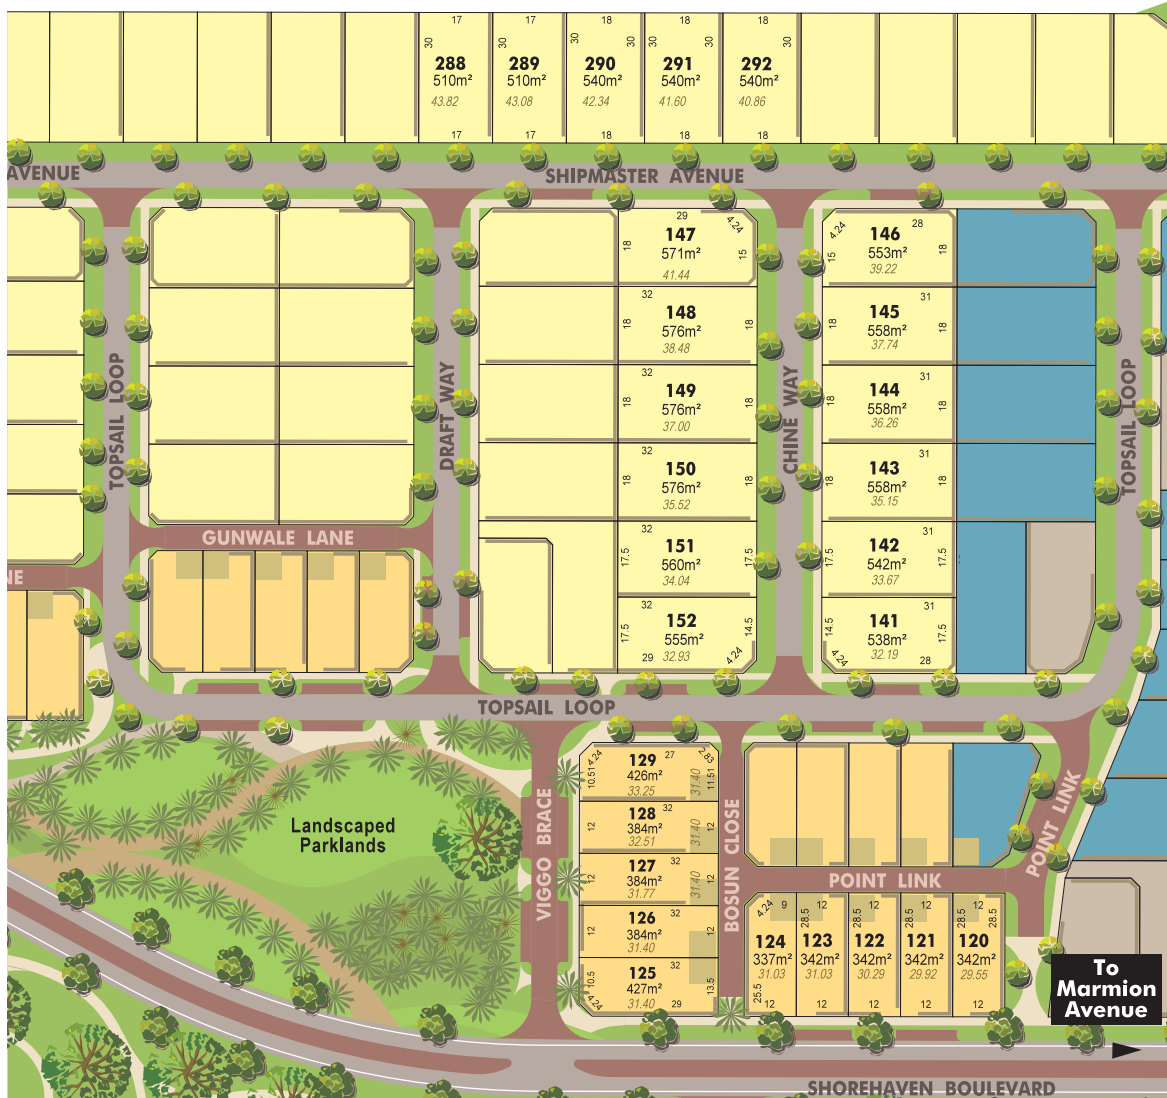 17 17 18 18 18
30 30 30 30 30 30
288 289 290 291 292
510m² 510m² 540m² 540m² 540m²
43.82 43.08 42.34 41.60 40.86
17 17 18 18 18
AVENUE
SHIPMASTER AVENUE
29 4.24
147
571m²
18 15
41.44
4.24 28
146
553m²
15 18
39.22
32
148
18 576m² 18
38.48
31
145
18 558m² 18
37.74
32
149
18 576m² 18
37.00
31
144
18 558m² 18
36.26
32
150
18 576m² 18
35.52
31
143
18 558m² 18
35.15
32
151
17.5 560m² 17.5
34.04
31
142
17.5 542m² 17.5
33.67
32
152
17.5 555m² 14.5
29 32.93 4.24
31
141
14.5 538m² 17.5
4.24 32.19 28
TOPSAIL LOOP
DRAFT WAY
CHINE WAY
TOPSAIL LOOP
GUNWALE LANE
NE
TOPSAIL LOOP
4.24 27 2.83
129
10.51 426m² 11.51
33.25 31.40
32
128
12 384m² 12
32.51 31.40
32
127
12 384m² 12
31.77 31.40
32
126
12 384m² 12
31.40
32
125
10.5 427m² 13.5
4.24 31.40 29
Landscaped
Parklands
VIGGO BRACE
BOSUN CLOSE
POINT LINK
POINT LINK
4.24 9 12 12 12 12
28.5 28.5 28.5 28.5 28.5
124 123 122 121 120
337m² 342m² 342m² 342m² 342m²
31.03 31.03 30.29 29.92 29.55
25.5
12 12 12 12 12
To
Marmion
Avenue
SHOREHAVEN BOULEVARD